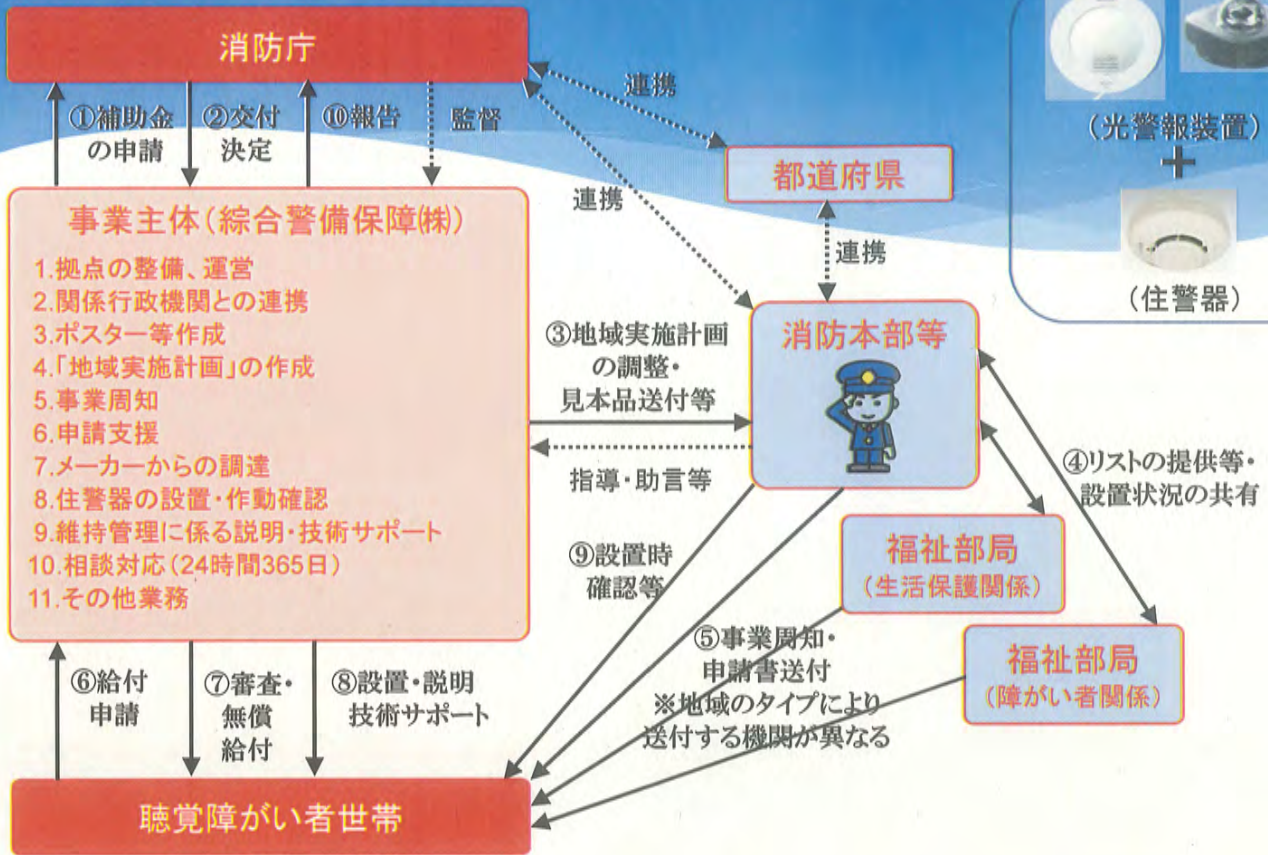 消防庁
連携
①補助金
の申請
②交付
決定
⑩報告
監督
(光警報装置)
+
(住警器)
都道府県
連携
連携
事業主体(綜合警備保障㈱)
1.拠点の整備、運営
2.関係行政機関との連携
3.ポスター等作成
4.「地域実施計画」の作成
5.事業周知
6.申請支援
7.メーカーからの調達
8.住警器の設置・作動確認
9.維持管理に係る説明・技術サポート
10.相談対応(24時間365日)
11.その他業務
③地域実施計画
の調整・
見本品送付等
消防本部等
指導・助言等
④リストの提供等・
設置状況の共有
⑨設置時
確認等
福祉部局
(生活保護関係)
⑤事業周知・
申請書送付
※地域のタイプにより
送付する機関が異なる
福祉部局
(障がい者関係)
⑥給付
申請
⑦審査・
無償
給付
⑧設置・説明
技術サポート
聴覚障がい者世帯